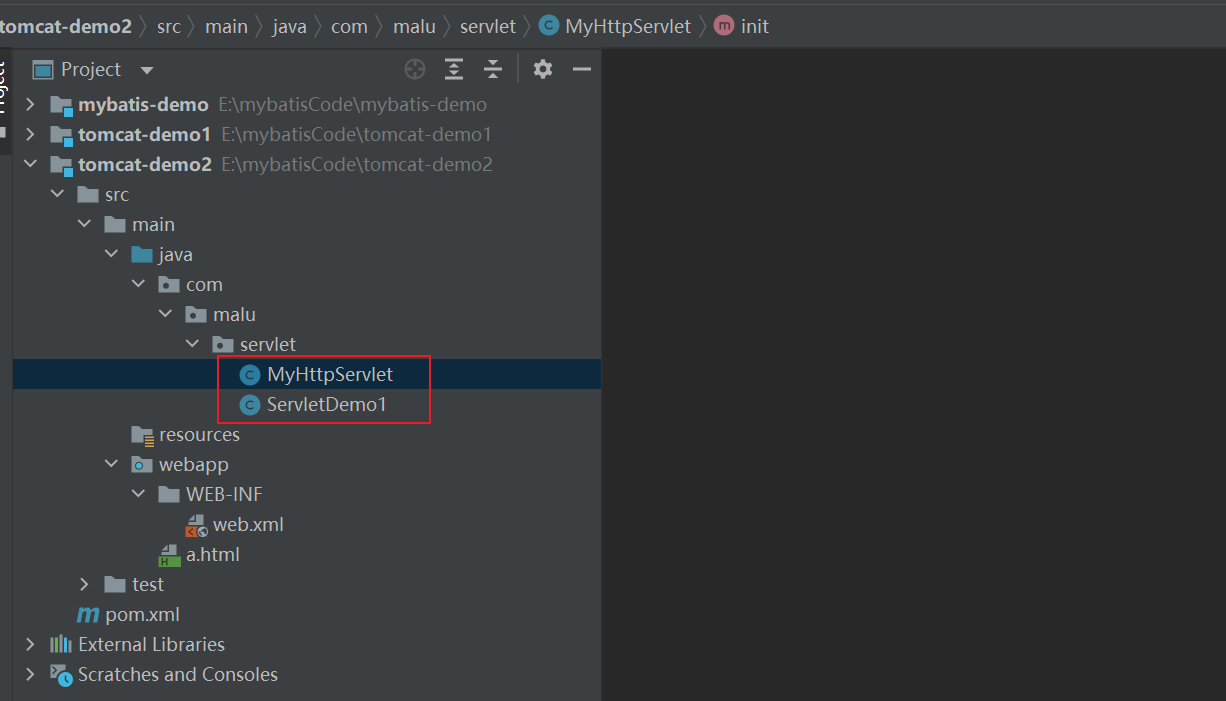 tomcat-demo2 src main java com malu servlet MyHttpServlet init
Project
mybatis-demo E:\mybatisCode\mybatis-demo
tomcat-demo1 E:\mybatisCode\tomcat-demo1
tomcat-demo2 E:\mybatisCode\tomcat-demo2
src
main
java
com
malu
servlet
MyHttpServlet
ServletDemo1
resources
webapp
WEB-INF
web.xml
a.html
test
pom.xml
External Libraries
Scratches and Consoles